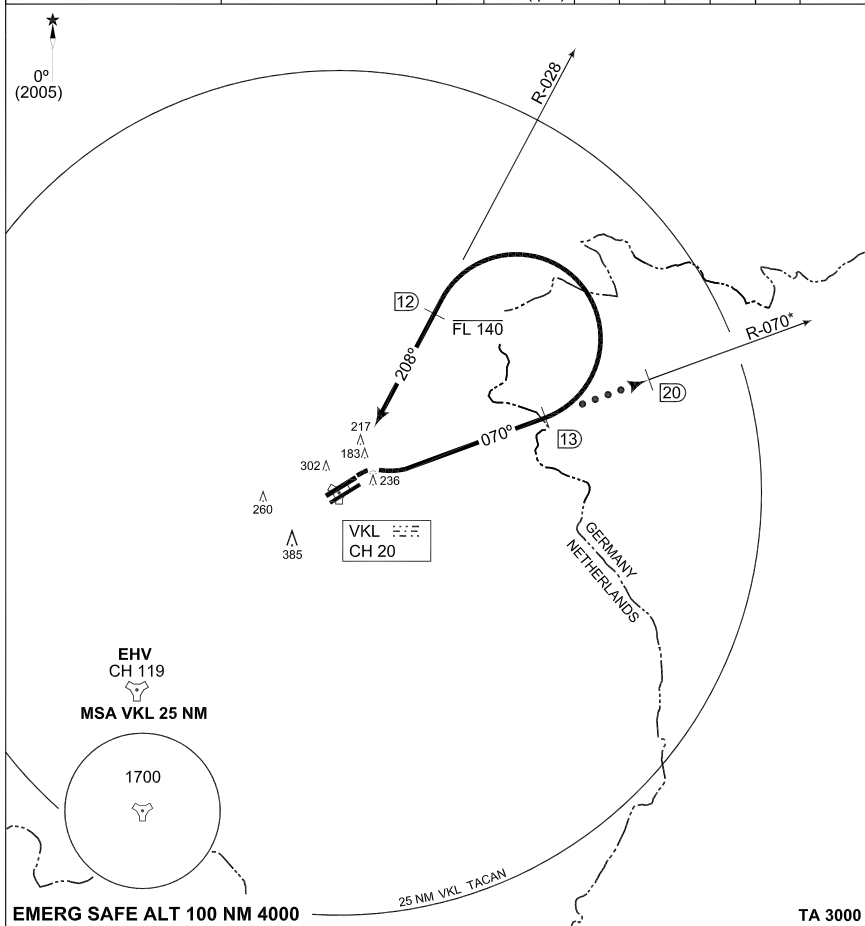 0º
(2005)
R-028
12
FL 140
R-070*
20
208º
13
070º
217
183
302
236
260
385
VKL
CH 20
GERMANY
NETHERLANDS
EHV
CH 119
MSA VKL 25 NM
1700
25 NM VKL TACAN
EMERG SAFE ALT 100 NM 4000
TA 3000